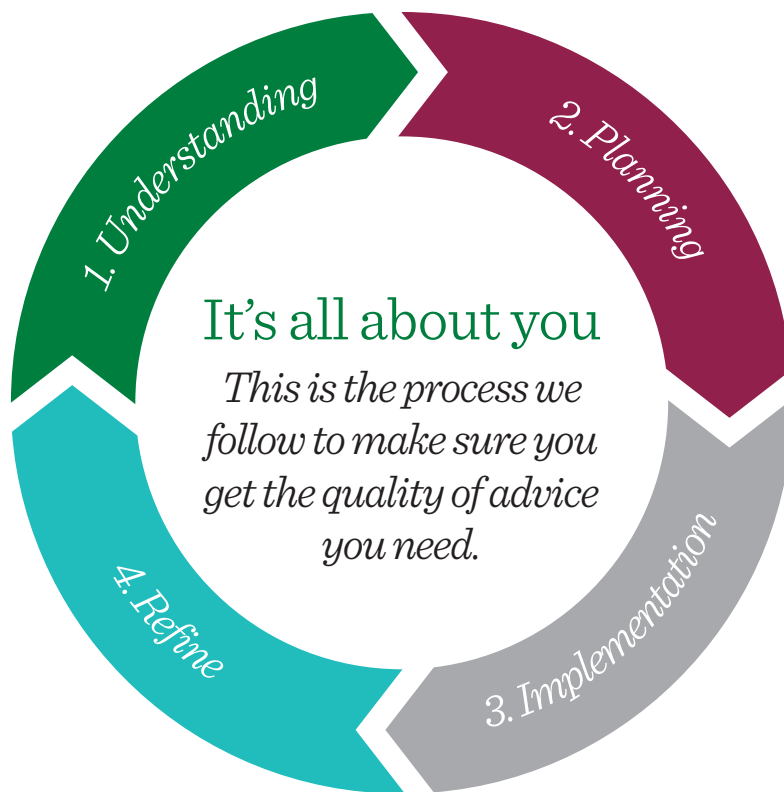 1. Understanding
2. Planning
It’s all about you
This is the process we
follow to make sure you
get the quality of advice
you need.
3. Implementation
4. Refine